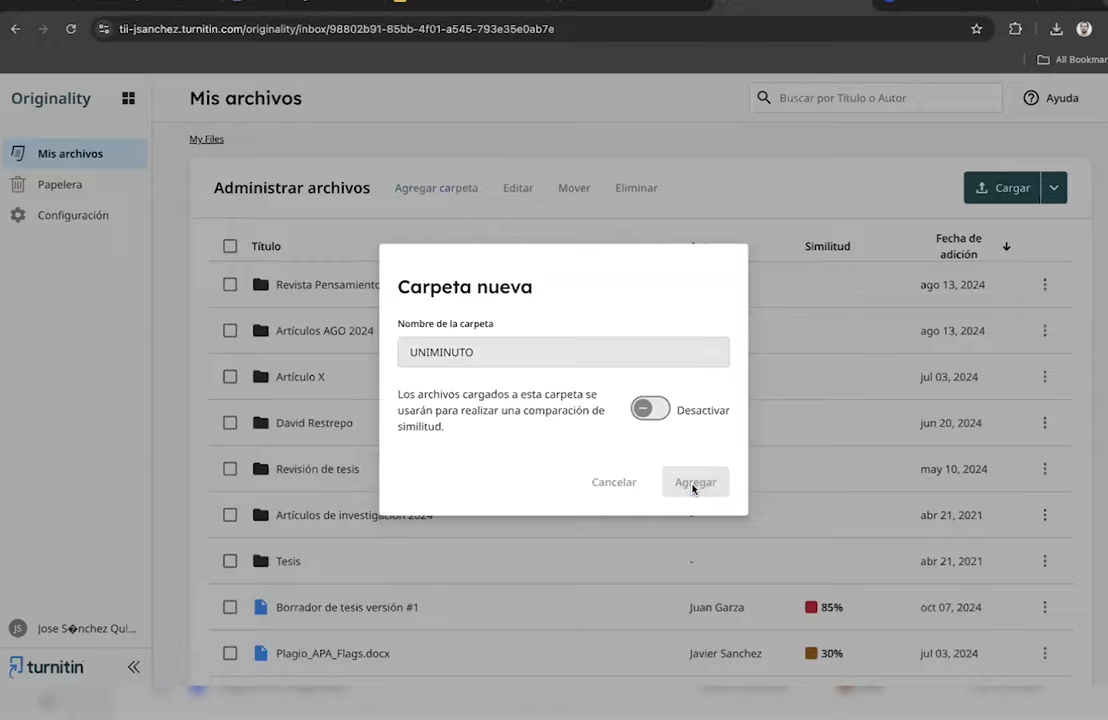 tii-jsanchez.turnitin.com/originality/inbox/98802b91-85bb-4f01-a545-793e35e0ab7e
All Bookmar
Originality
Mis archivos
Buscar por Título o Autor
Ayuda
My Files
Mis archivos
Papelera
Configuración
Administrar archivos
Agregar carpeta
Editar
Mover
Eliminar
Cargar
Título
Similitud
Fecha de
adición
Revista Pensamiento
ago 13, 2024
Artículos AGO 2024
ago 13, 2024
Artículo X
jul 03, 2024
David Restrepo
jun 20, 2024
Revisión de tesis
may 10, 2024
Artículos de investigación 2024
-
abr 21, 2021
Tesis
-
abr 21, 2021
Borrador de tesis versión #1
Juan Garza
85%
oct 07, 2024
Plagio_APA_Flags.docx
Javier Sanchez
30%
jul 03, 2024
Carpeta nueva
Nombre de la carpeta
UNIMINUTO
Los archivos cargados a esta carpeta se
usarán para realizar una comparación de
similitud.
Desactivar
Cancelar
Agregar
JS
Jose S�nchez Qui...
turnitin